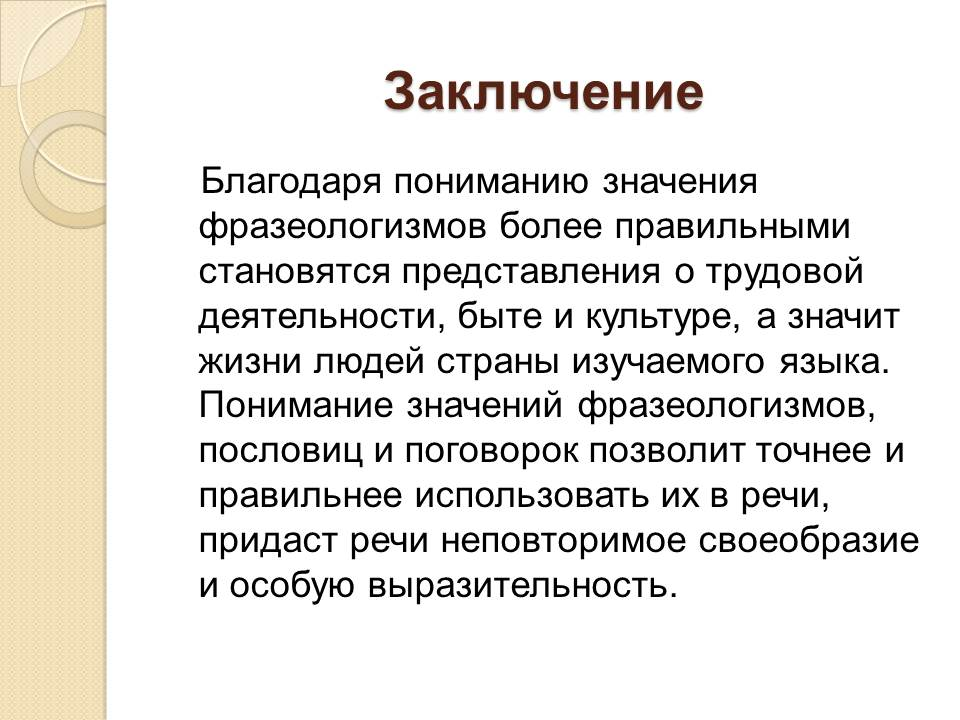 Заключение
Благодаря пониманию значения
фразеологизмов более правильными
становятся представления о трудовой
деятельности, быте и культуре, а значит
жизни людей страны изучаемого языка.
Понимание значений фразеологизмов,
пословиц и поговорок позволит точнее и
правильнее использовать их в речи,
придаст речи неповторимое своеобразие
и особую выразительность.